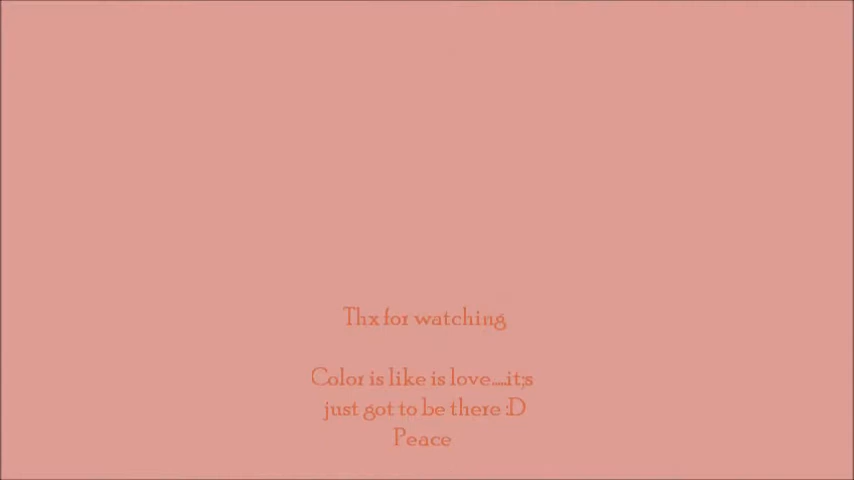 Thx for watching
Color is like is love.....it;s
just got to be there :D
Peace